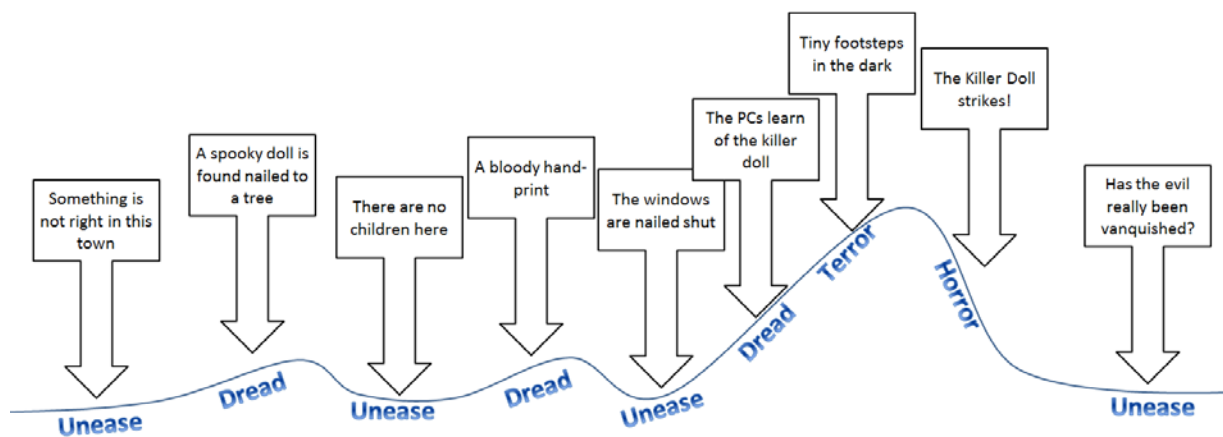 Something is
not right in this
town
A spooky doll is
found nailed to
a tree
There are no
children here
A bloody hand-
print
The windows
are nailed shut
The PCs learn
of the killer
doll
Tiny footsteps
in the dark
The Killer Doll
strikes!
Has the evil
really been
vanquished?
Unease
Dread
Unease
Dread
Unease
Dread
Terror
Horror
Unease